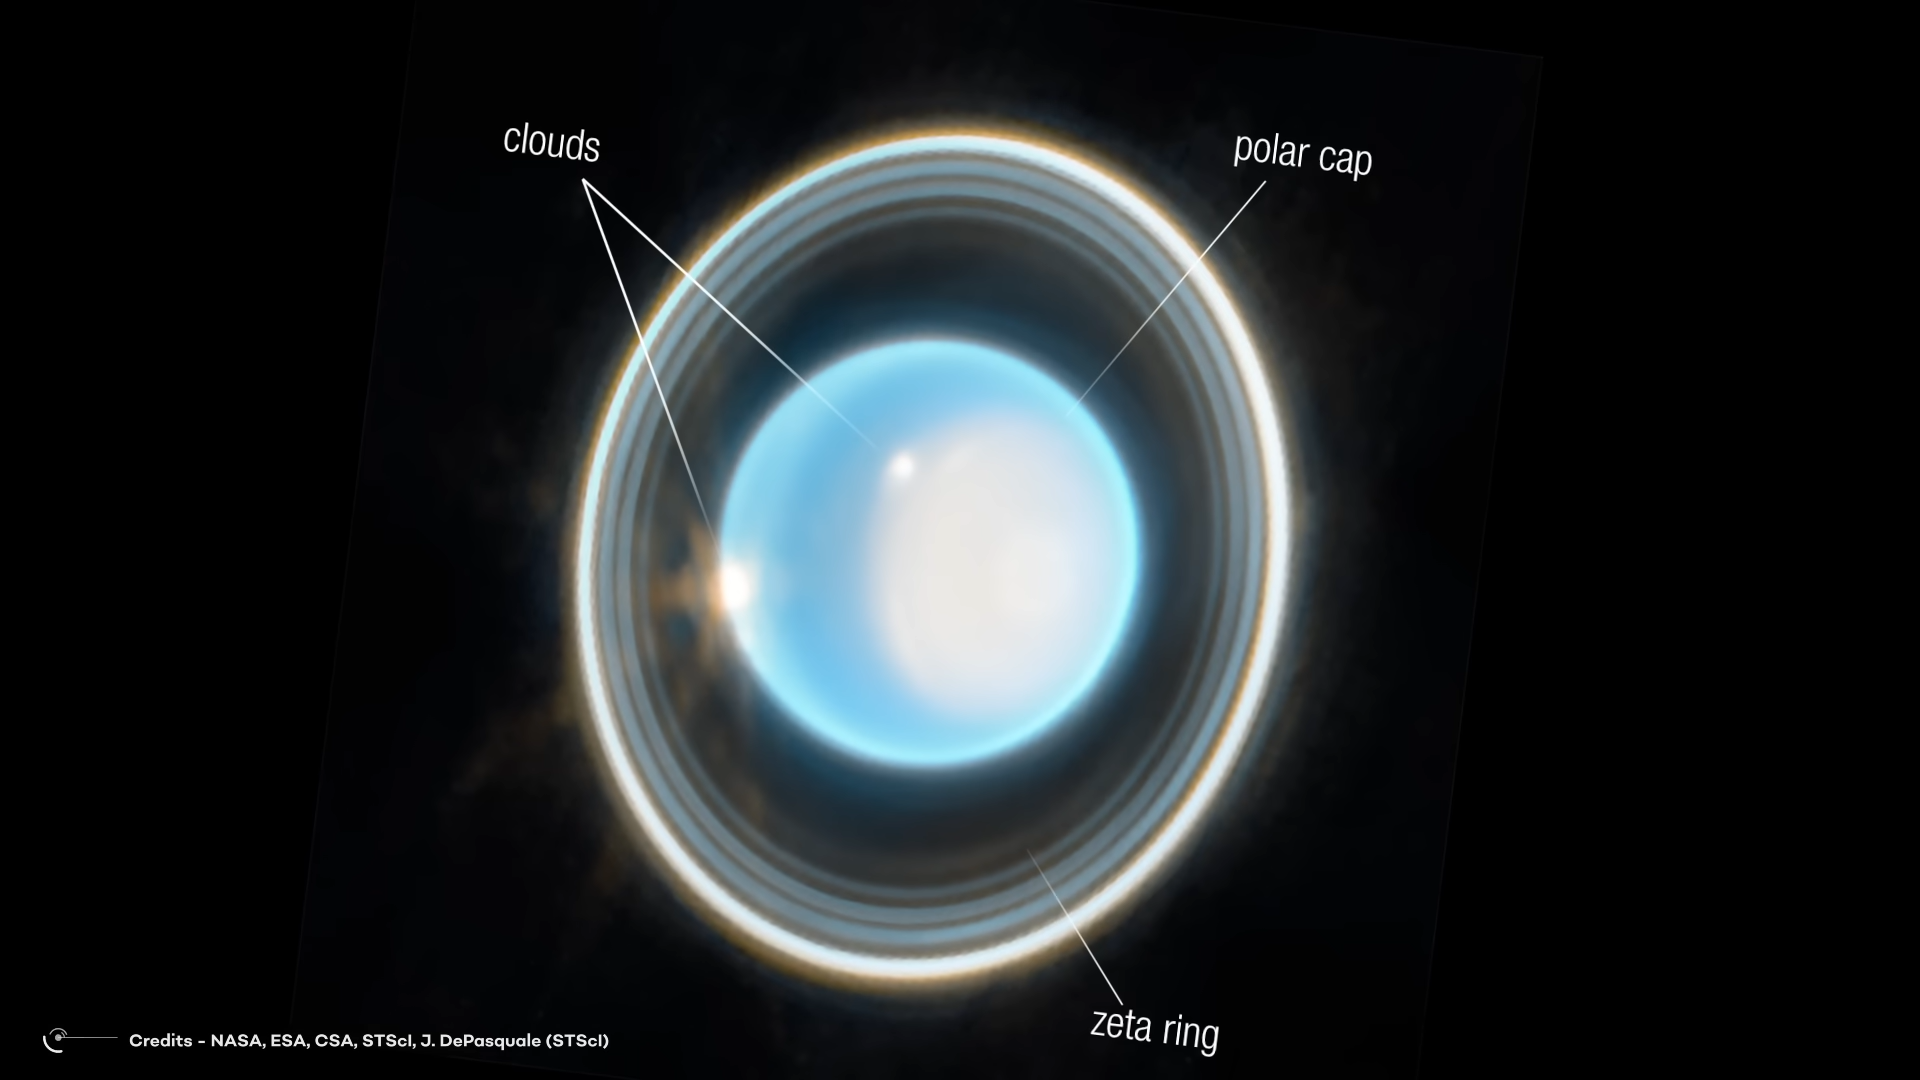 clouds
polar cap
zeta ring
Credits - NASA, ESA, CSA, STScI, J. DePasquale (STScI)